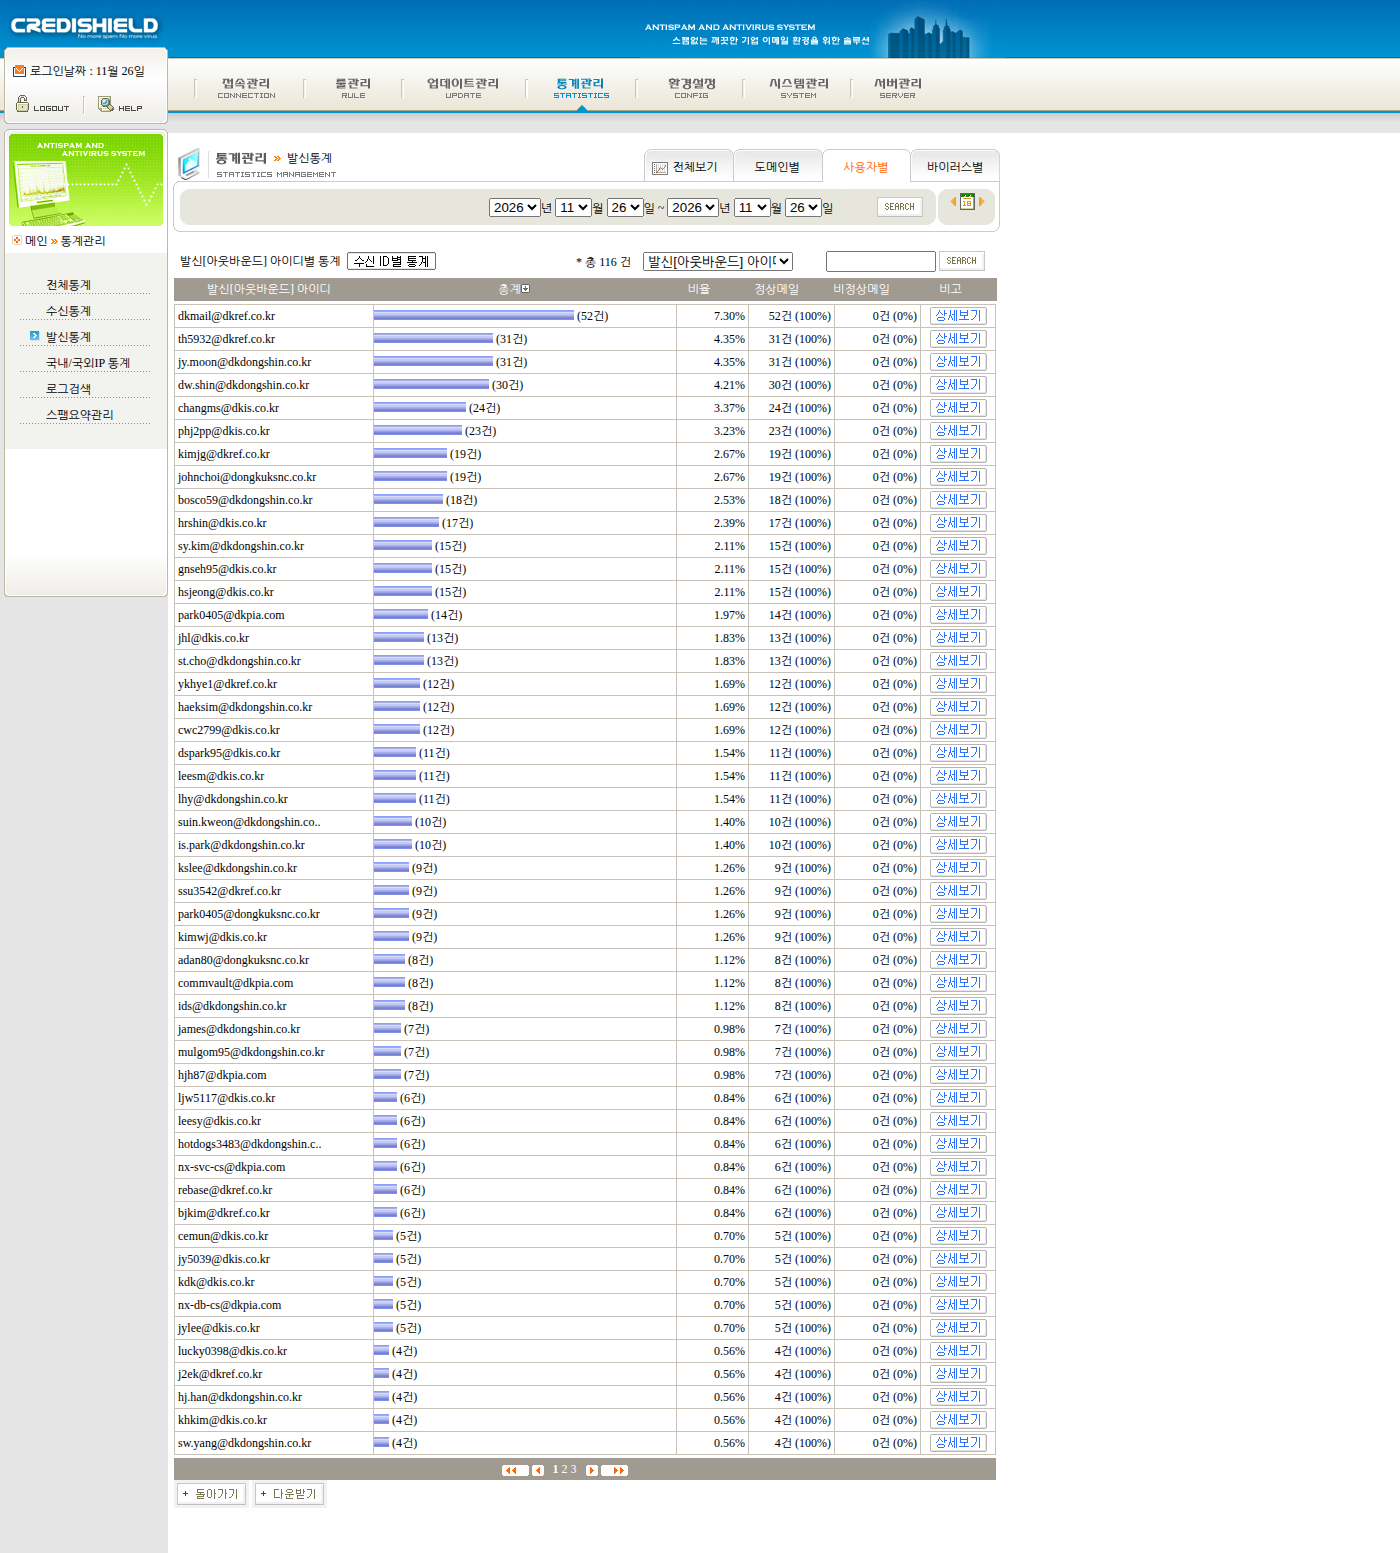 CREDISHIELD
No more spam No more virus
ANTISPAM AND ANTIVIRUS SYSTEM
스팸없는 깨끗한 기업 이메일 환경을 위한 솔루션
로그인날짜 : 11월 26일
LOGOUT HELP
접속관리 룰관리 업데이트관리 통계관리 환경설정 시스템관리 서버관리
CONNECTION RULE UPDATE STATISTICS CONFIG SYSTEM SERVER
ANTISPAM AND
ANTIVIRUS SYSTEM
메인 » 통계관리
전체통계
수신통계
발신통계
국내/국외IP 통계
로그검색
스팸요약관리
통계관리 » 발신통계
STATISTICS MANAGEMENT
전체보기 도메인별 사용자별 바이러스별
2026 년 11 월 26 일 ~ 2026 년 11 월 26 일 SEARCH 18
발신[아웃바운드] 아이디별 통계 수신 ID별 통계 * 총 116 건 발신[아웃바운드] 아이디 SEARCH
발신[아웃바운드] 아이디 총계 비율 정상메일 비정상메일 비고
dkmail@dkref.co.kr (52건) 7.30% 52건 (100%) 0건 (0%) 상세보기
th5932@dkref.co.kr (31건) 4.35% 31건 (100%) 0건 (0%) 상세보기
jy.moon@dkdongshin.co.kr (31건) 4.35% 31건 (100%) 0건 (0%) 상세보기
dw.shin@dkdongshin.co.kr (30건) 4.21% 30건 (100%) 0건 (0%) 상세보기
changms@dkis.co.kr (24건) 3.37% 24건 (100%) 0건 (0%) 상세보기
phj2pp@dkis.co.kr (23건) 3.23% 23건 (100%) 0건 (0%) 상세보기
kimjg@dkref.co.kr (19건) 2.67% 19건 (100%) 0건 (0%) 상세보기
johnchoi@dongkuksnc.co.kr (19건) 2.67% 19건 (100%) 0건 (0%) 상세보기
bosco59@dkdongshin.co.kr (18건) 2.53% 18건 (100%) 0건 (0%) 상세보기
hrshin@dkis.co.kr (17건) 2.39% 17건 (100%) 0건 (0%) 상세보기
sy.kim@dkdongshin.co.kr (15건) 2.11% 15건 (100%) 0건 (0%) 상세보기
gnseh95@dkis.co.kr (15건) 2.11% 15건 (100%) 0건 (0%) 상세보기
hsjeong@dkis.co.kr (15건) 2.11% 15건 (100%) 0건 (0%) 상세보기
park0405@dkpia.com (14건) 1.97% 14건 (100%) 0건 (0%) 상세보기
jhl@dkis.co.kr (13건) 1.83% 13건 (100%) 0건 (0%) 상세보기
st.cho@dkdongshin.co.kr (13건) 1.83% 13건 (100%) 0건 (0%) 상세보기
ykhye1@dkref.co.kr (12건) 1.69% 12건 (100%) 0건 (0%) 상세보기
haeksim@dkdongshin.co.kr (12건) 1.69% 12건 (100%) 0건 (0%) 상세보기
cwc2799@dkis.co.kr (12건) 1.69% 12건 (100%) 0건 (0%) 상세보기
dspark95@dkis.co.kr (11건) 1.54% 11건 (100%) 0건 (0%) 상세보기
leesm@dkis.co.kr (11건) 1.54% 11건 (100%) 0건 (0%) 상세보기
lhy@dkdongshin.co.kr (11건) 1.54% 11건 (100%) 0건 (0%) 상세보기
suin.kweon@dkdongshin.co.. (10건) 1.40% 10건 (100%) 0건 (0%) 상세보기
is.park@dkdongshin.co.kr (10건) 1.40% 10건 (100%) 0건 (0%) 상세보기
kslee@dkdongshin.co.kr (9건) 1.26% 9건 (100%) 0건 (0%) 상세보기
ssu3542@dkref.co.kr (9건) 1.26% 9건 (100%) 0건 (0%) 상세보기
park0405@dongkuksnc.co.kr (9건) 1.26% 9건 (100%) 0건 (0%) 상세보기
kimwj@dkis.co.kr (9건) 1.26% 9건 (100%) 0건 (0%) 상세보기
adan80@dongkuksnc.co.kr (8건) 1.12% 8건 (100%) 0건 (0%) 상세보기
commvault@dkpia.com (8건) 1.12% 8건 (100%) 0건 (0%) 상세보기
ids@dkdongshin.co.kr (8건) 1.12% 8건 (100%) 0건 (0%) 상세보기
james@dkdongshin.co.kr (7건) 0.98% 7건 (100%) 0건 (0%) 상세보기
mulgom95@dkdongshin.co.kr (7건) 0.98% 7건 (100%) 0건 (0%) 상세보기
hjh87@dkpia.com (7건) 0.98% 7건 (100%) 0건 (0%) 상세보기
ljw5117@dkis.co.kr (6건) 0.84% 6건 (100%) 0건 (0%) 상세보기
leesy@dkis.co.kr (6건) 0.84% 6건 (100%) 0건 (0%) 상세보기
hotdogs3483@dkdongshin.c.. (6건) 0.84% 6건 (100%) 0건 (0%) 상세보기
nx-svc-cs@dkpia.com (6건) 0.84% 6건 (100%) 0건 (0%) 상세보기
rebase@dkref.co.kr (6건) 0.84% 6건 (100%) 0건 (0%) 상세보기
bjkim@dkref.co.kr (6건) 0.84% 6건 (100%) 0건 (0%) 상세보기
cemun@dkis.co.kr (5건) 0.70% 5건 (100%) 0건 (0%) 상세보기
jy5039@dkis.co.kr (5건) 0.70% 5건 (100%) 0건 (0%) 상세보기
kdk@dkis.co.kr (5건) 0.70% 5건 (100%) 0건 (0%) 상세보기
nx-db-cs@dkpia.com (5건) 0.70% 5건 (100%) 0건 (0%) 상세보기
jylee@dkis.co.kr (5건) 0.70% 5건 (100%) 0건 (0%) 상세보기
lucky0398@dkis.co.kr (4건) 0.56% 4건 (100%) 0건 (0%) 상세보기
j2ek@dkref.co.kr (4건) 0.56% 4건 (100%) 0건 (0%) 상세보기
hj.han@dkdongshin.co.kr (4건) 0.56% 4건 (100%) 0건 (0%) 상세보기
khkim@dkis.co.kr (4건) 0.56% 4건 (100%) 0건 (0%) 상세보기
sw.yang@dkdongshin.co.kr (4건) 0.56% 4건 (100%) 0건 (0%) 상세보기
1 2 3
+ 돌아가기 + 다운받기